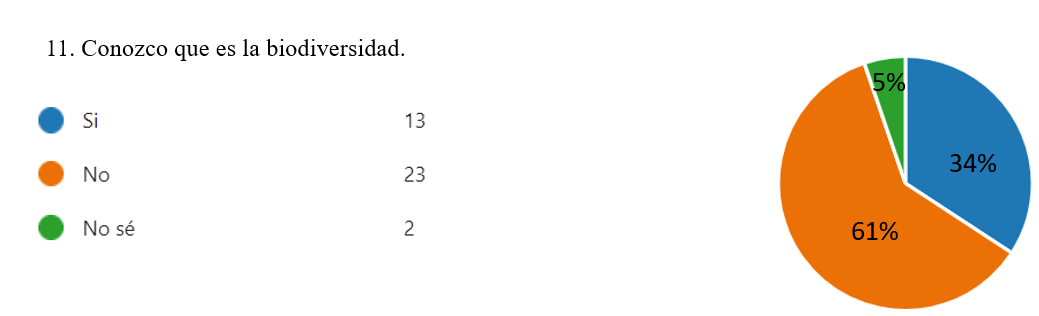 11. Conozco que es la biodiversidad.
Si 13
No 23
No sé 2
5%
34%
61%